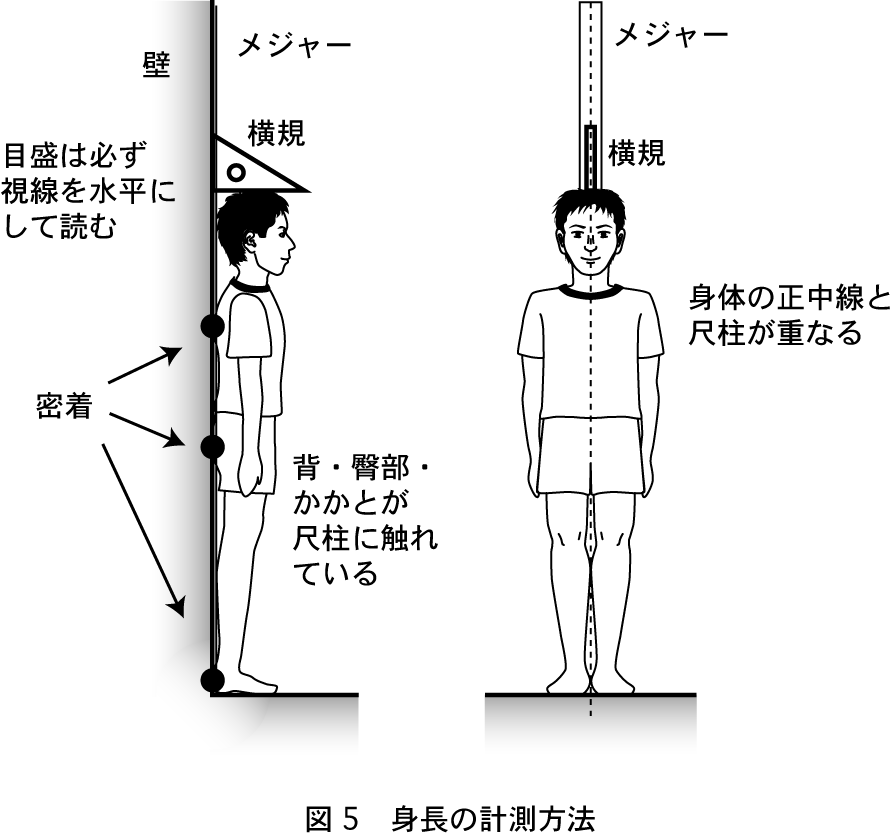 壁
メジャー
横規
目盛は必ず
視線を水平に
して読む
密着
背・臀部・
かかとが
尺柱に触れ
ている
メジャー
横規
身体の正中線と
尺柱が重なる
図5 身長の計測方法